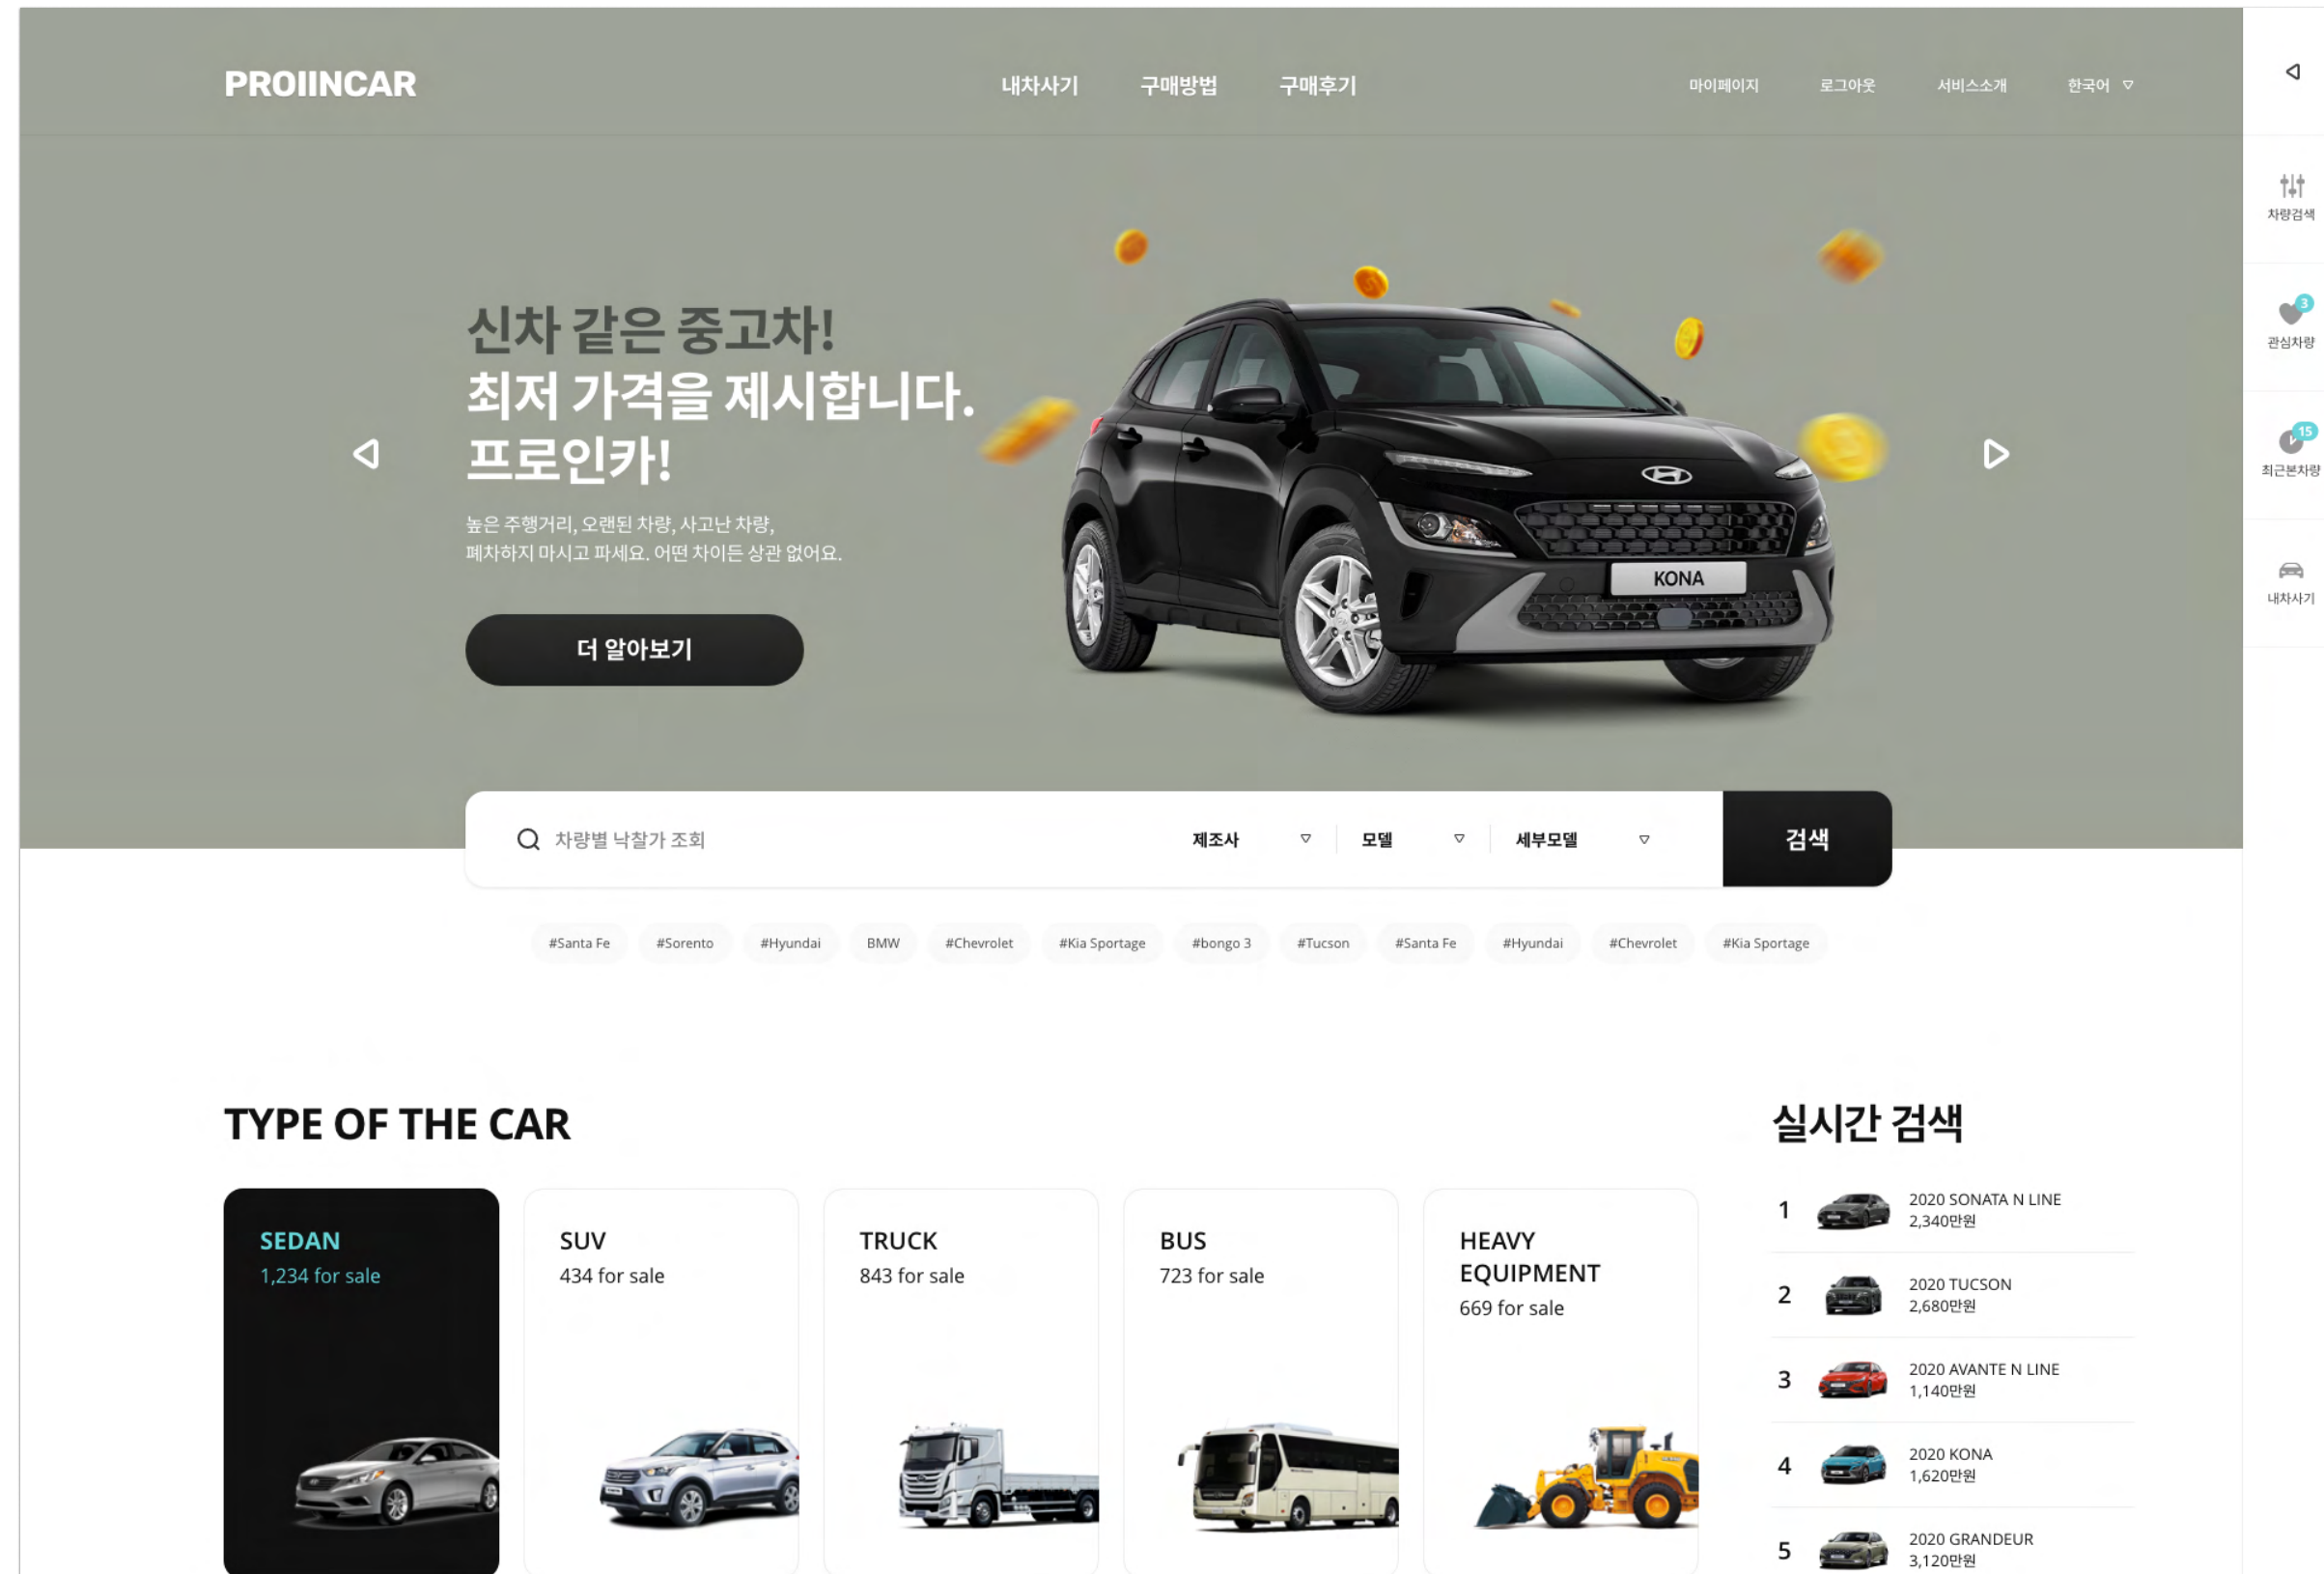 PROIINCAR
내차사기 구매방법 구매후기
마이페이지 로그아웃 서비스소개 한국어
차량검색
3
관심차량
15
최근본차량
내차사기
신차 같은 중고차!
최저 가격을 제시합니다.
프로인카!
높은 주행거리, 오랜된 차량, 사고난 차량,
폐차하지 마시고 파세요. 어떤 차이든 상관 없어요.
더 알아보기
KONA
차량별 낙찰가 조회 제조사 모델 세부모델 검색
#Santa Fe #Sorento #Hyundai BMW #Chevrolet #Kia Sportage #bongo 3 #Tucson #Santa Fe #Hyundai #Chevrolet #Kia Sportage
TYPE OF THE CAR
SEDAN
1,234 for sale
SUV
434 for sale
TRUCK
843 for sale
BUS
723 for sale
HEAVY
EQUIPMENT
669 for sale
실시간 검색
1
2020 SONATA N LINE
2,340만원
2
2020 TUCSON
2,680만원
3
2020 AVANTE N LINE
1,140만원
4
2020 KONA
1,620만원
5
2020 GRANDEUR
3,120만원